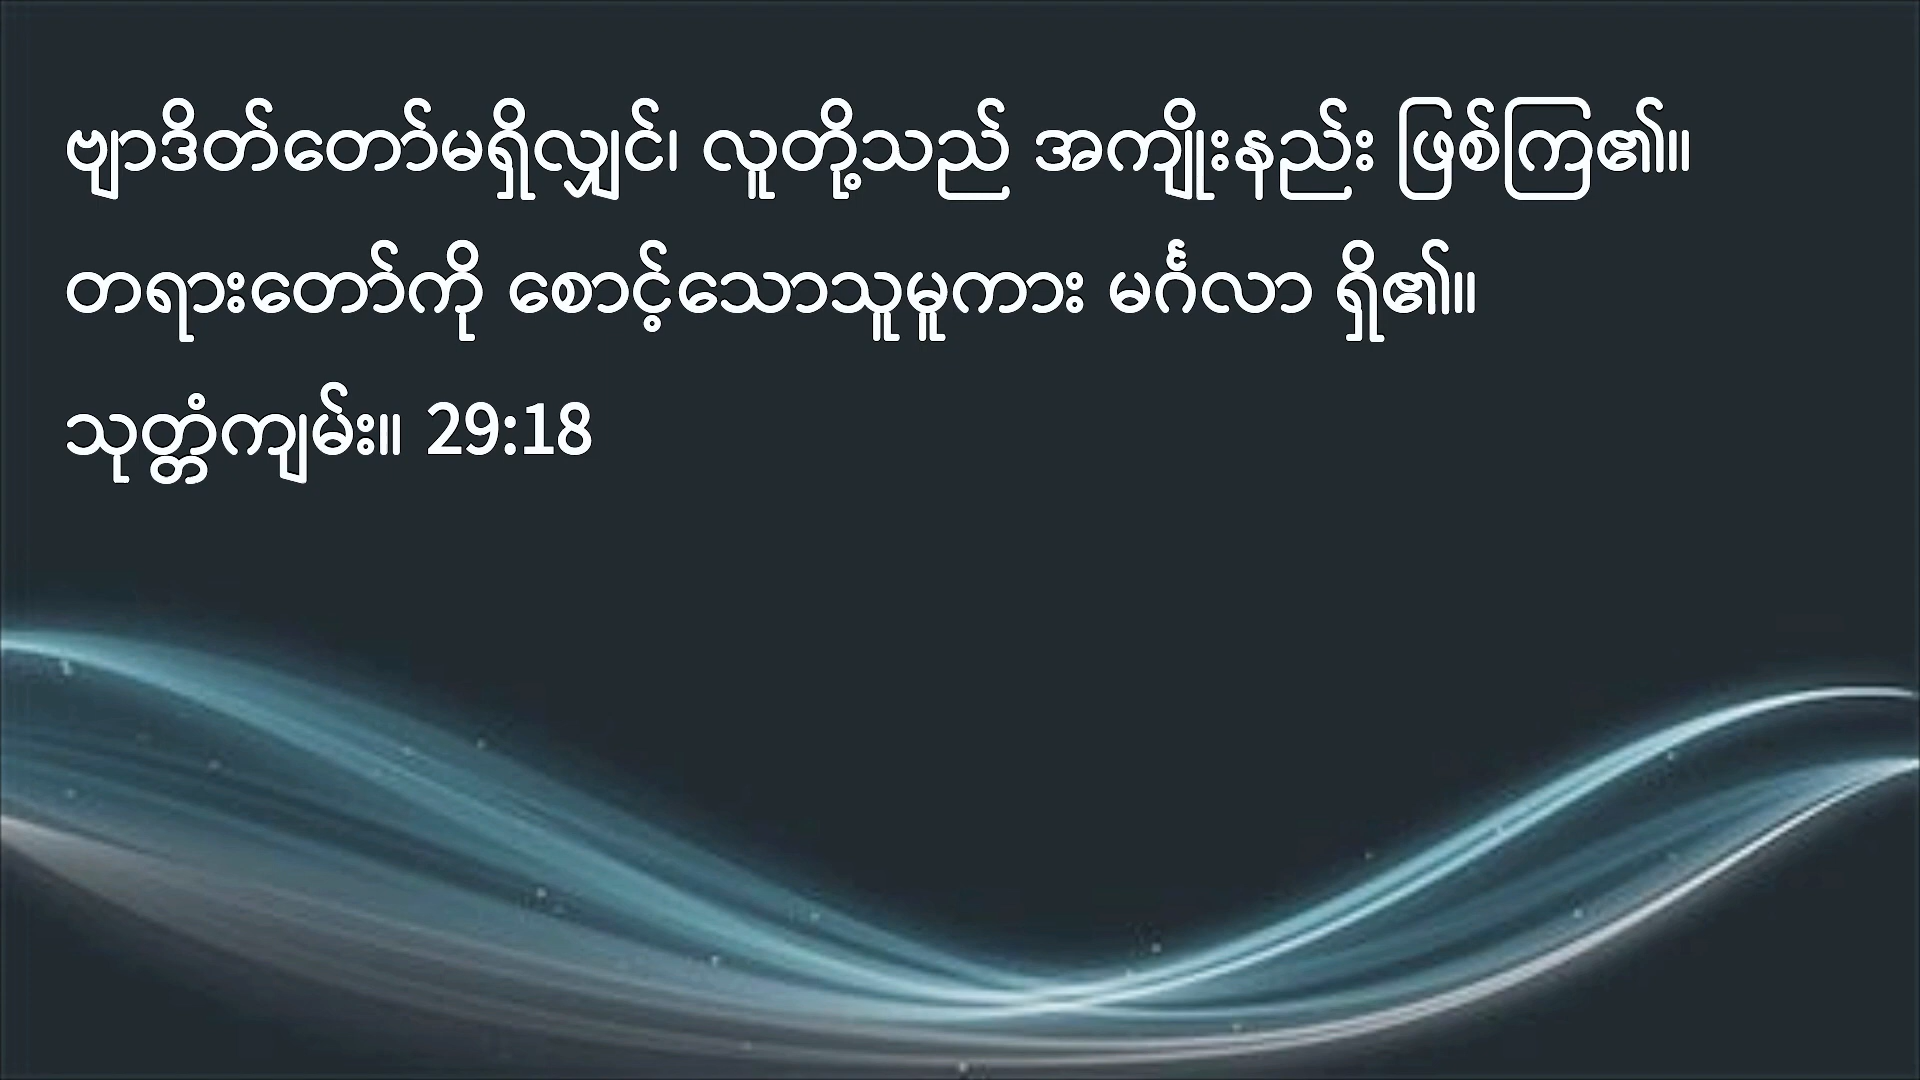 ဗျာဒိတ်တော်မရှိလျှင်၊ လူတို့သည် အကျိုးနည်း ဖြစ်ကြ၏။
တရားတော်ကို စောင့်သောသူမူကား မင်္ဂလာ ရှိ၏။
သုတ္တံကျမ်း။ 29:18